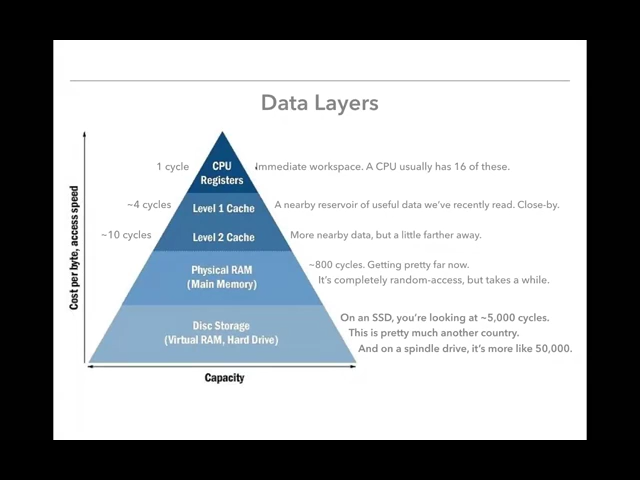 Data Layers
1 cycle
CPU
Registers
Immediate workspace. A CPU usually has 16 of these.
~4 cycles
Level 1 Cache
A nearby reservoir of useful data we've recently read. Close-by.
~10 cycles
Level 2 Cache
More nearby data, but a little farther away.
Physical RAM
(Main Memory)
~800 cycles. Getting pretty far now.
It's completely random-access, but takes a while.
Disc Storage
(Virtual RAM, Hard Drive)
On an SSD, you're looking at ~5,000 cycles.
This is pretty much another country.
And on a spindle drive, it's more like 50,000.
Cost per byte, access speed
Capacity